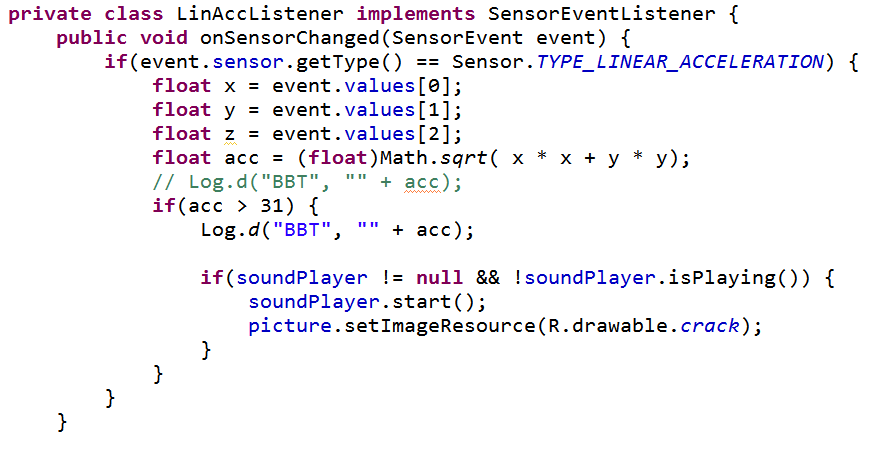 private class LinAccListener implements SensorEventListener {
    public void onSensorChanged(SensorEvent event) {
        if(event.sensor.getType() == Sensor.TYPE_LINEAR_ACCELERATION) {
            float x = event.values[0];
            float y = event.values[1];
            float z = event.values[2];
            float acc = (float)Math.sqrt( x * x + y * y);
            // Log.d("BBT", "" + acc);
            if(acc > 31) {
                Log.d("BBT", "" + acc);

                if(soundPlayer != null && !soundPlayer.isPlaying()) {
                    soundPlayer.start();
                    picture.setImageResource(R.drawable.crack);
                }
            }
        }
    }